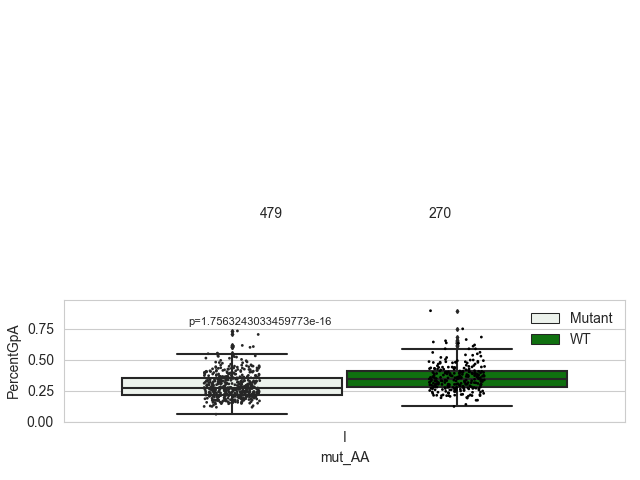 479 270
p=1.7563243033459773e-16
Mutant
WT
PercentGpA
0.75
0.50
0.25
0.00
I
mut_AA